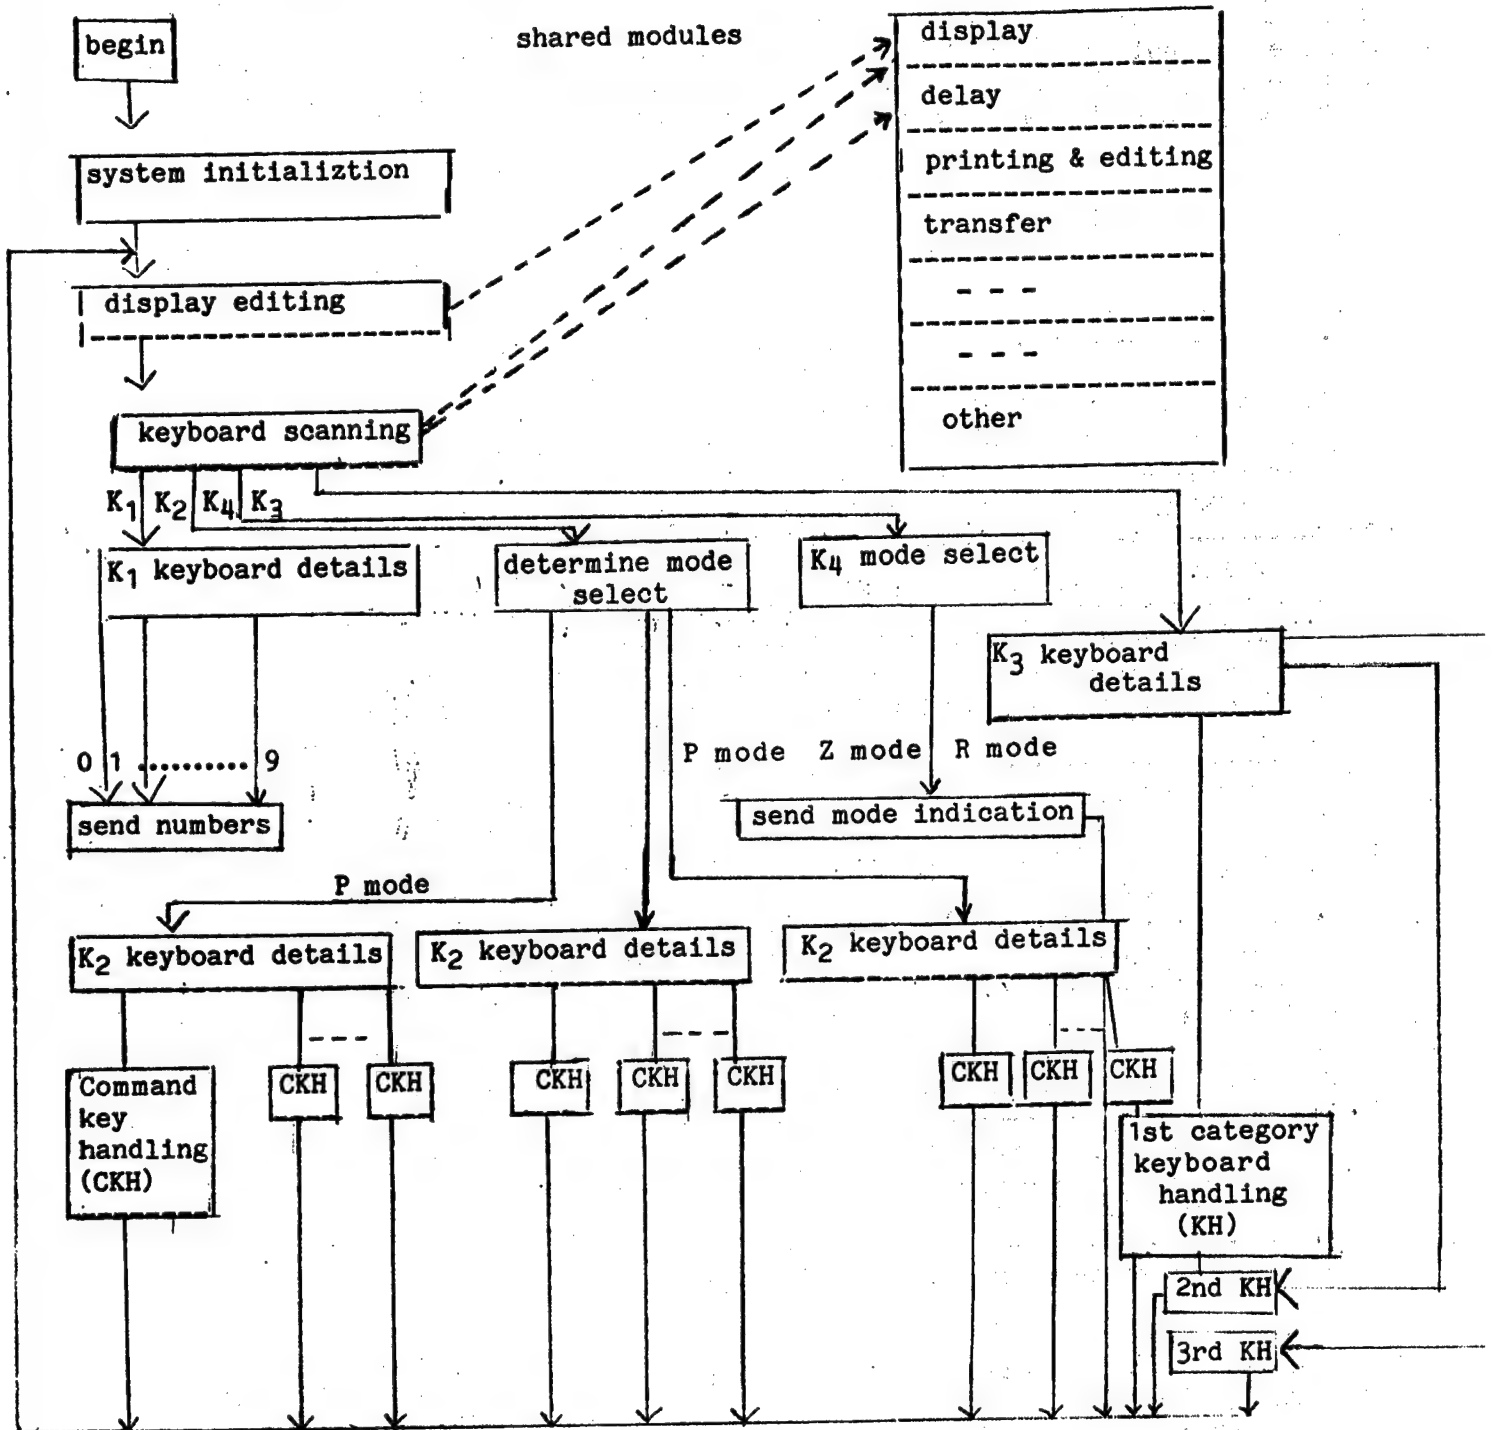 begin
shared modules
display
delay
printing & editing
transfer
- - -
- - -
other
system initializtion
display editing
keyboard scanning
K1 K2 K4 K3
K1 keyboard details
determine mode
select
K4 mode select
K3 keyboard
details
0 1 .......... 9
P mode Z mode R mode
send numbers
send mode indication
P mode
K2 keyboard details
K2 keyboard details
K2 keyboard details
Command
key
handling
(CKH)
CKH
CKH
CKH
CKH
CKH
CKH
CKH
CKH
1st category
keyboard
handling
(KH)
2nd KH
3rd KH